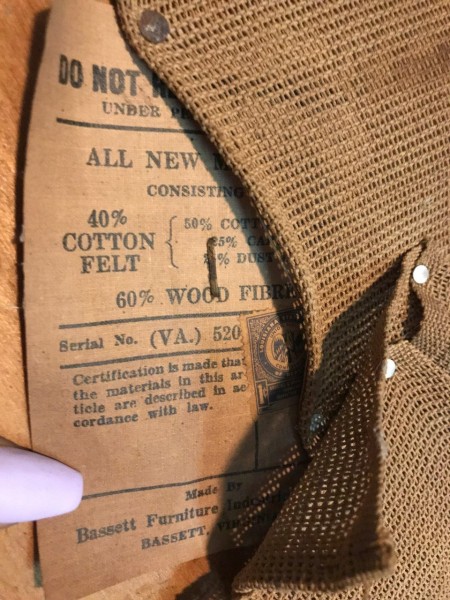 DO NOT
UNDER
ALL NEW
CONSISTING
40%
COTTON
FELT
50%
25%
% DUST
60% WOOD
Serial No. (VA.) 520
Certification is made that
the materials in this ar-
ticle are described in ac
cordance with law.
Made By
Bassett Furniture
BASSETT,